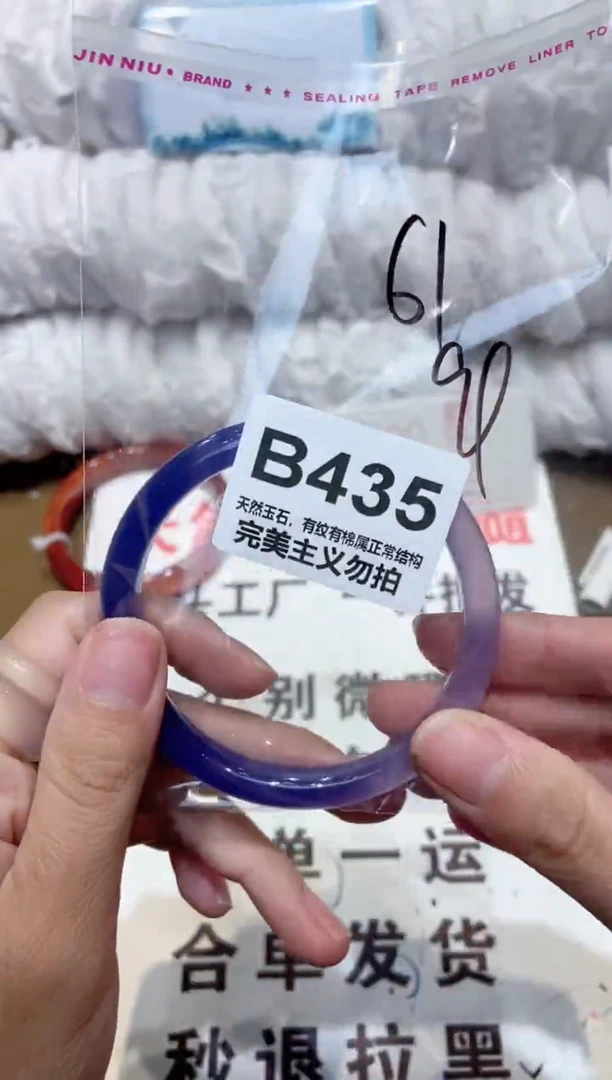 JIN NIU • BRAND ★ ★ ★ SEALING TAPE REMOVE LINER TO
61
B435
天然玉石，有纹有棉属正常结构
完美主义勿拍
工厂
别 微
单 一 运
合 单 发 货
秒 退 拉 黑